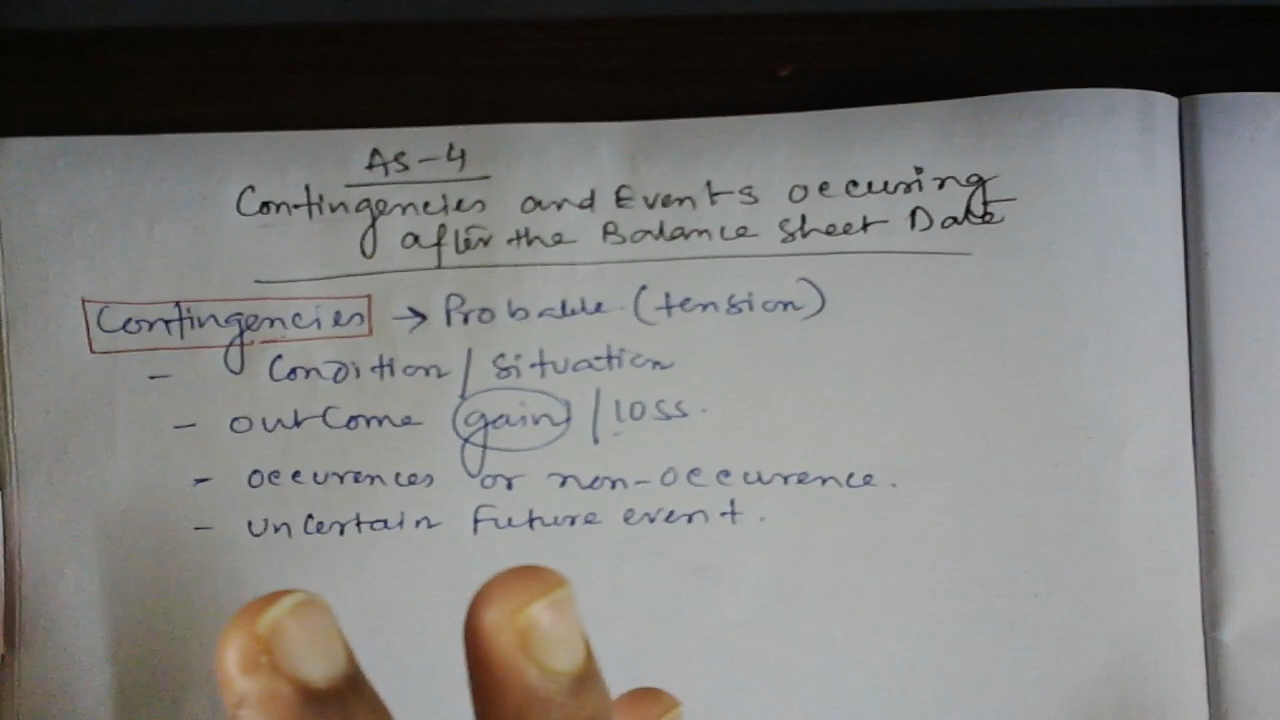 AS-4
Contingencies and Events occuring
after the Balance Sheet Date
Contingencies → Probable. (tension)
- Condition / Situation
- outcome gain / loss.
- occurences or non-occurence.
- uncertain Future event.